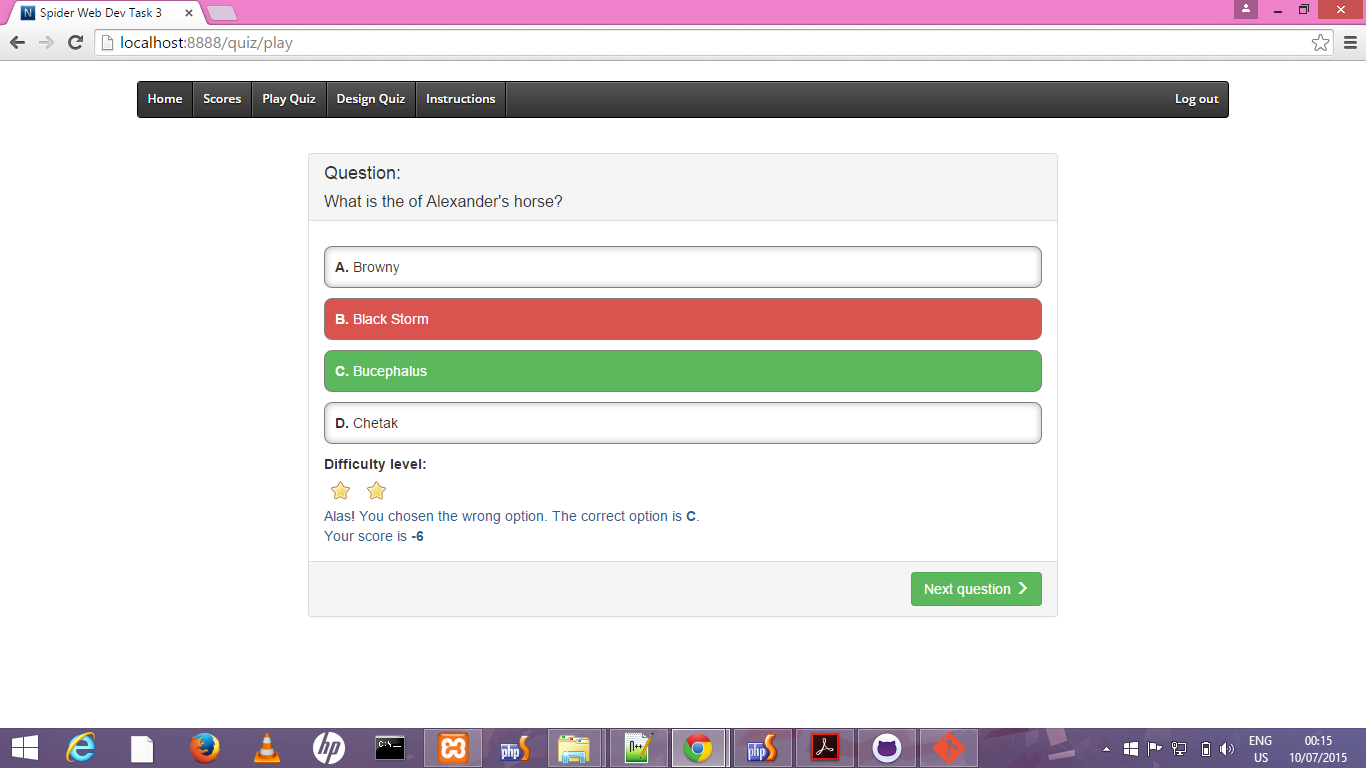 Spider Web Dev Task 3
localhost:8888/quiz/play
Home Scores Play Quiz Design Quiz Instructions Log out
Question:
What is the of Alexander's horse?
A. Browny
B. Black Storm
C. Bucephalus
D. Chetak
Difficulty level:
Alas! You chosen the wrong option. The correct option is C.
Your score is -6
Next question
ENG 00:15
US 10/07/2015